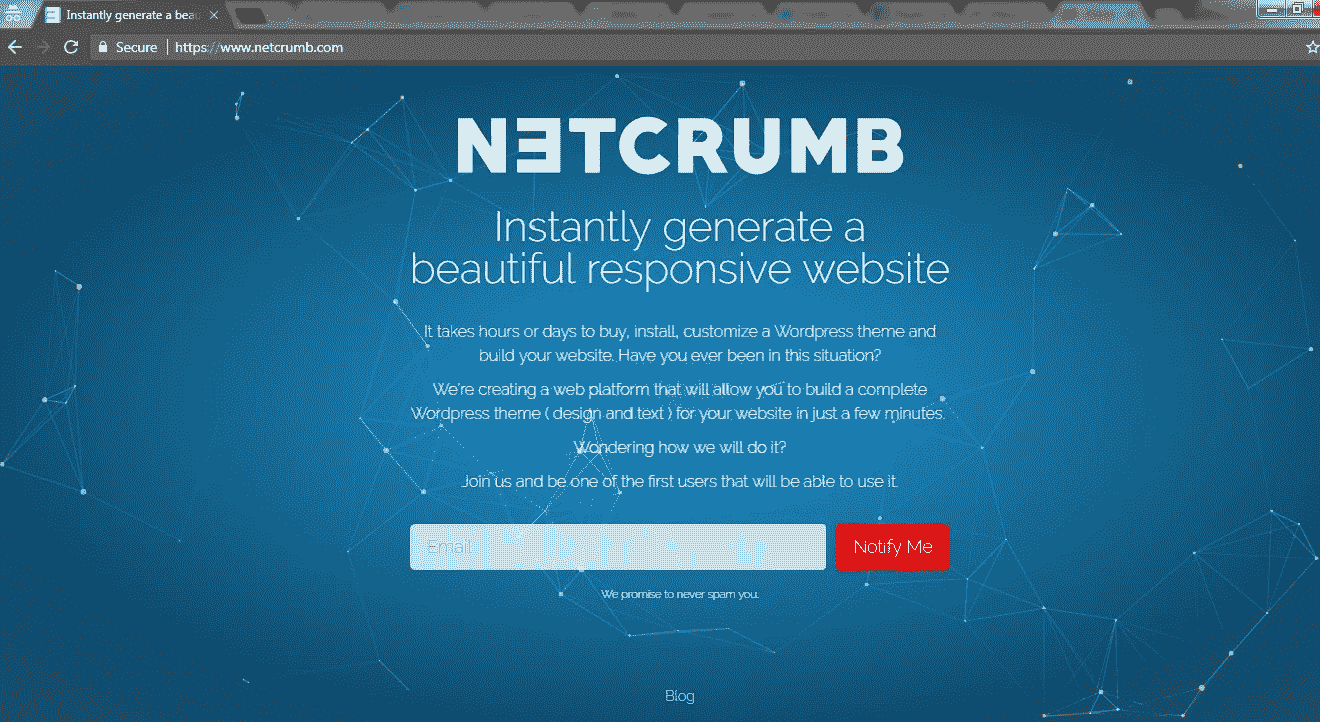 Instantly generate a beau
Secure
https://www.netcrumb.com
NETCRUMB
Instantly generate a
beautiful responsive website
It takes hours or days to buy, install, customize a Wordpress theme and
build your website. Have you ever been in this situation?
We're creating a web platform that will allow you to build a complete
Wordpress theme ( design and text ) for your website in just a few minutes.
Wondering how we will do it?
Join us and be one of the first users that will be able to use it.
Email
Notify Me
We promise to never spam you.
Blog